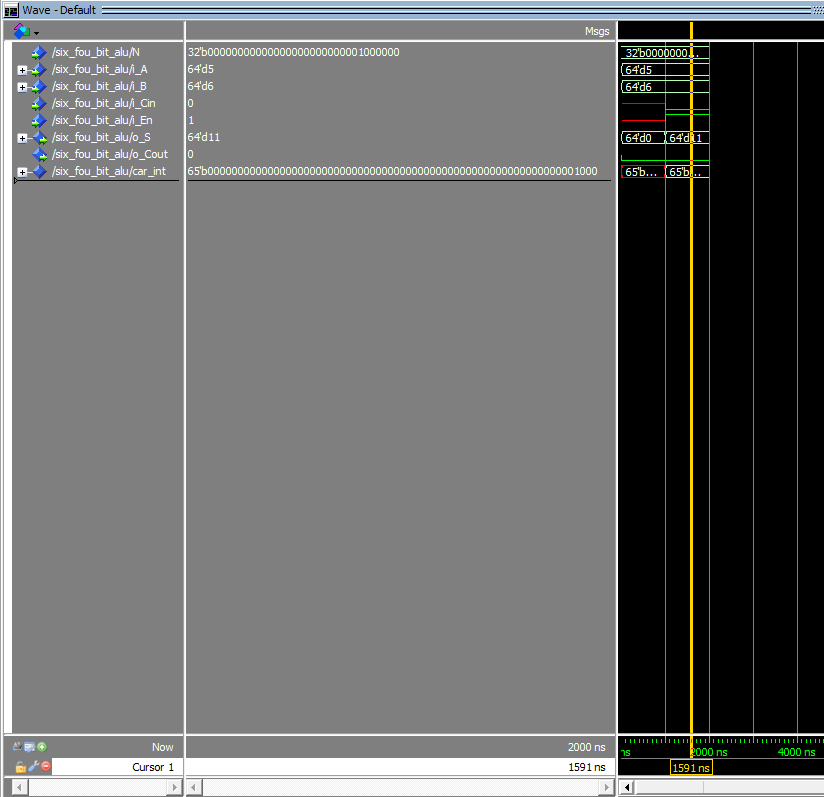 Wave - Default
Msgs
/six_fou_bit_alu/N 32'b00000000000000000000000001000000 32'b0000000...
/six_fou_bit_alu/i_A 64'd5 64'd5
/six_fou_bit_alu/i_B 64'd6 64'd6
/six_fou_bit_alu/i_Cin 0
/six_fou_bit_alu/i_En 1
/six_fou_bit_alu/o_S 64'd11 64'd0 64'd11
/six_fou_bit_alu/o_Cout 0
/six_fou_bit_alu/car_int 65'b00000000000000000000000000000000000000000000000000000000000001000 65'b... 65'b...
Now 2000 ns ns 2000 ns 4000 ns
Cursor 1 1591 ns 1591 ns